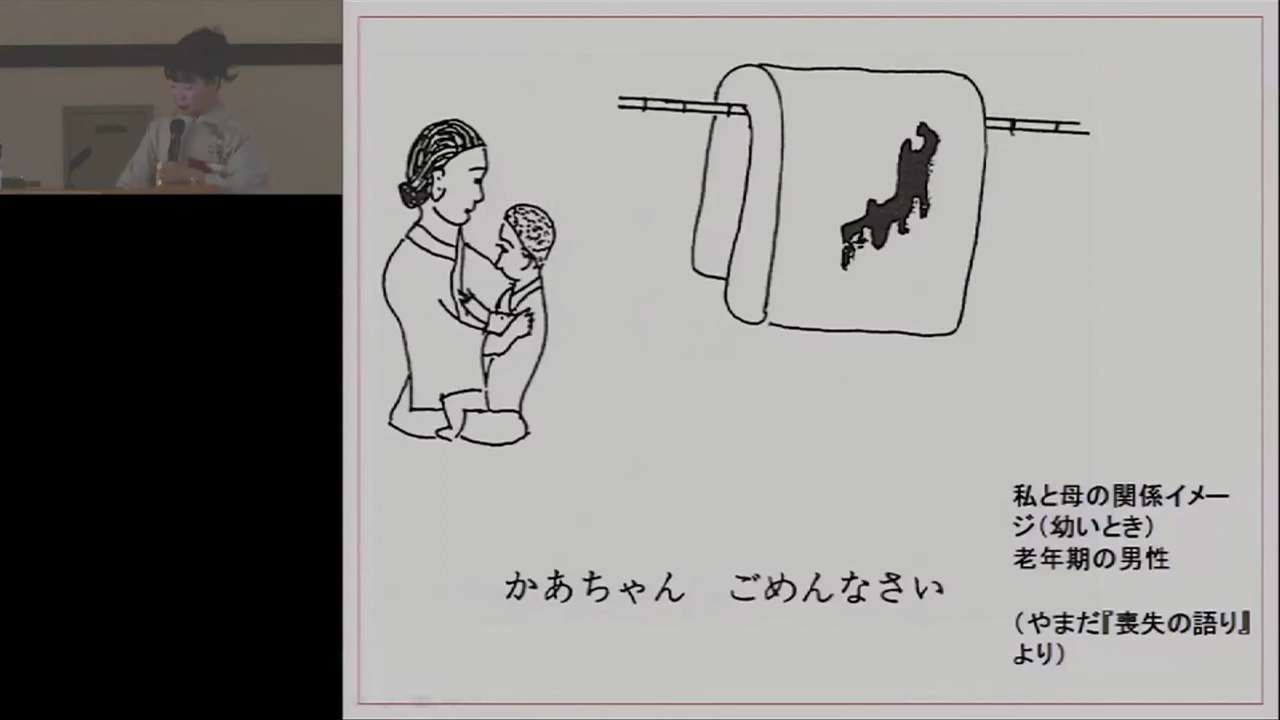 かあちゃん　ごめんなさい
私と母の関係イメー
ジ（幼いとき）
老年期の男性
（やまだ『喪失の語り』
より）